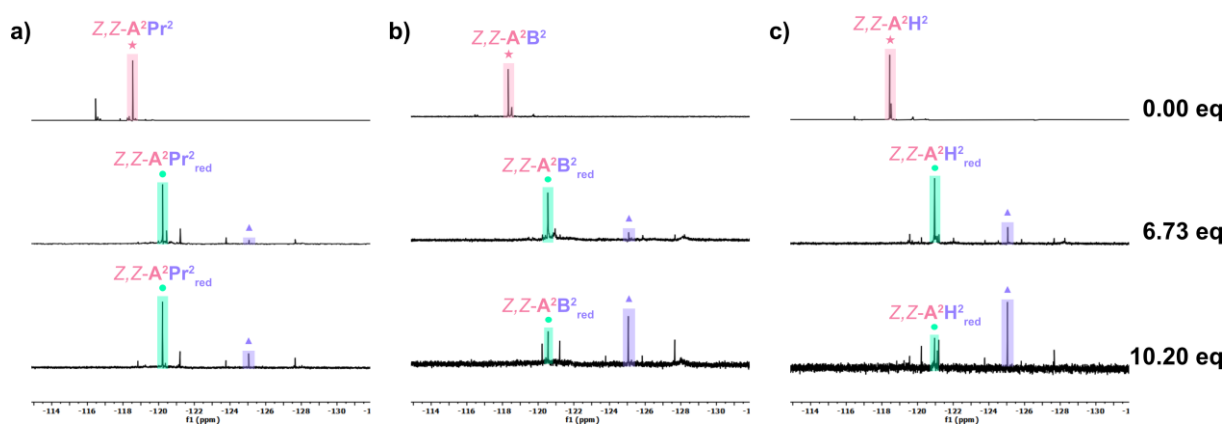 a)
Z,Z-A²Pr²
b)
Z,Z-A²B²
c)
Z,Z-A²H²
0.00 eq
Z,Z-A²Pr²red
Z,Z-A²B²red
Z,Z-A²H²red
6.73 eq
Z,Z-A²Pr²red
Z,Z-A²B²red
Z,Z-A²H²red
10.20 eq
-114 -116 -118 -120 -122 -124 -126 -128 -130 -1
f1 (ppm)
-114 -116 -118 -120 -122 -124 -126 -128 -130
f1 (ppm)
-114 -116 -118 -120 -122 -124 -126 -128 -130 -1
f1 (ppm)